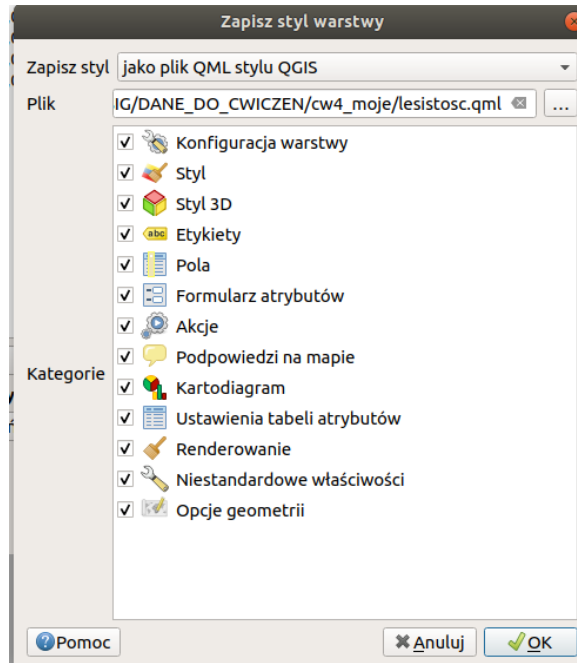 Zapisz styl warstwy
Zapisz styl jako plik QML stylu QGIS
Plik IG/DANE_DO_CWICZEN/cw4_moje/lesistosc.qml ...
Kategorie
Konfiguracja warstwy
Styl
Styl 3D
abc Etykiety
Pola
Formularz atrybutów
Akcje
Podpowiedzi na mapie
Kartodiagram
Ustawienia tabeli atrybutów
Renderowanie
Niestandardowe właściwości
Opcje geometrii
Pomoc Anuluj OK